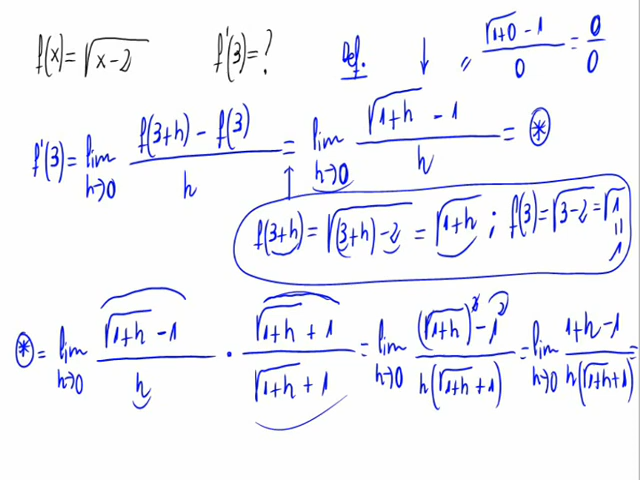 f(x)=√(x-2)   f'(3)=?   Def. ↓ „ (√(1+0) - 1)/0 = 0/0
f'(3) = lim h→0 (f(3+h) - f(3))/h = lim h→0 (√(1+h) - 1)/h = ⊛
f(3+h) = √((3+h)-2) = √(1+h) ; f(3) = √(3-2) = √1 = 1
⊛ = lim h→0 (√(1+h) - 1)/h · (√(1+h) + 1)/(√(1+h) + 1) = lim h→0 ((√(1+h))² - 1²)/(h(√(1+h) + 1)) = lim h→0 (1+h-1)/(h(√(1+h)+1)) =